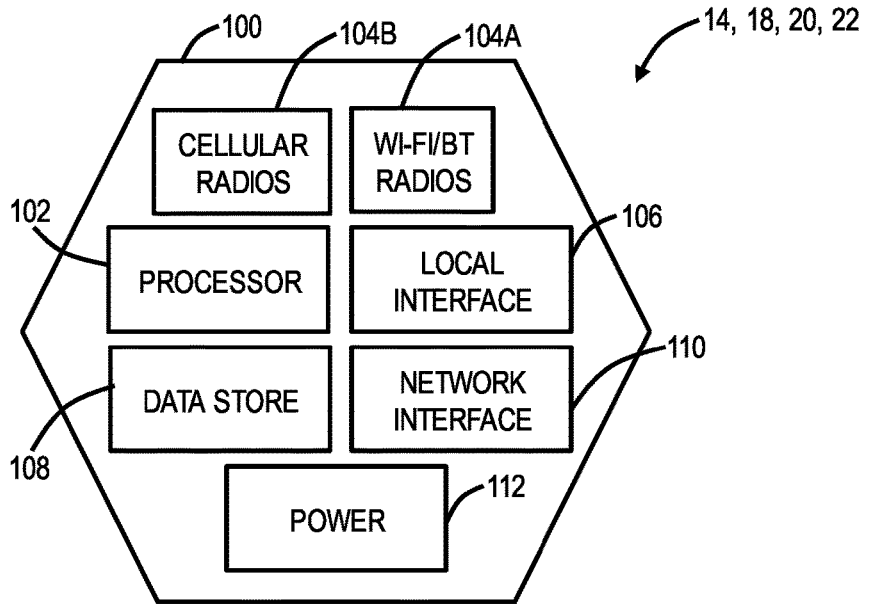 100
104B
104A
14, 18, 20, 22
CELLULAR
RADIOS
WI-FI/BT
RADIOS
102
106
PROCESSOR
LOCAL
INTERFACE
110
DATA STORE
NETWORK
INTERFACE
108
112
POWER